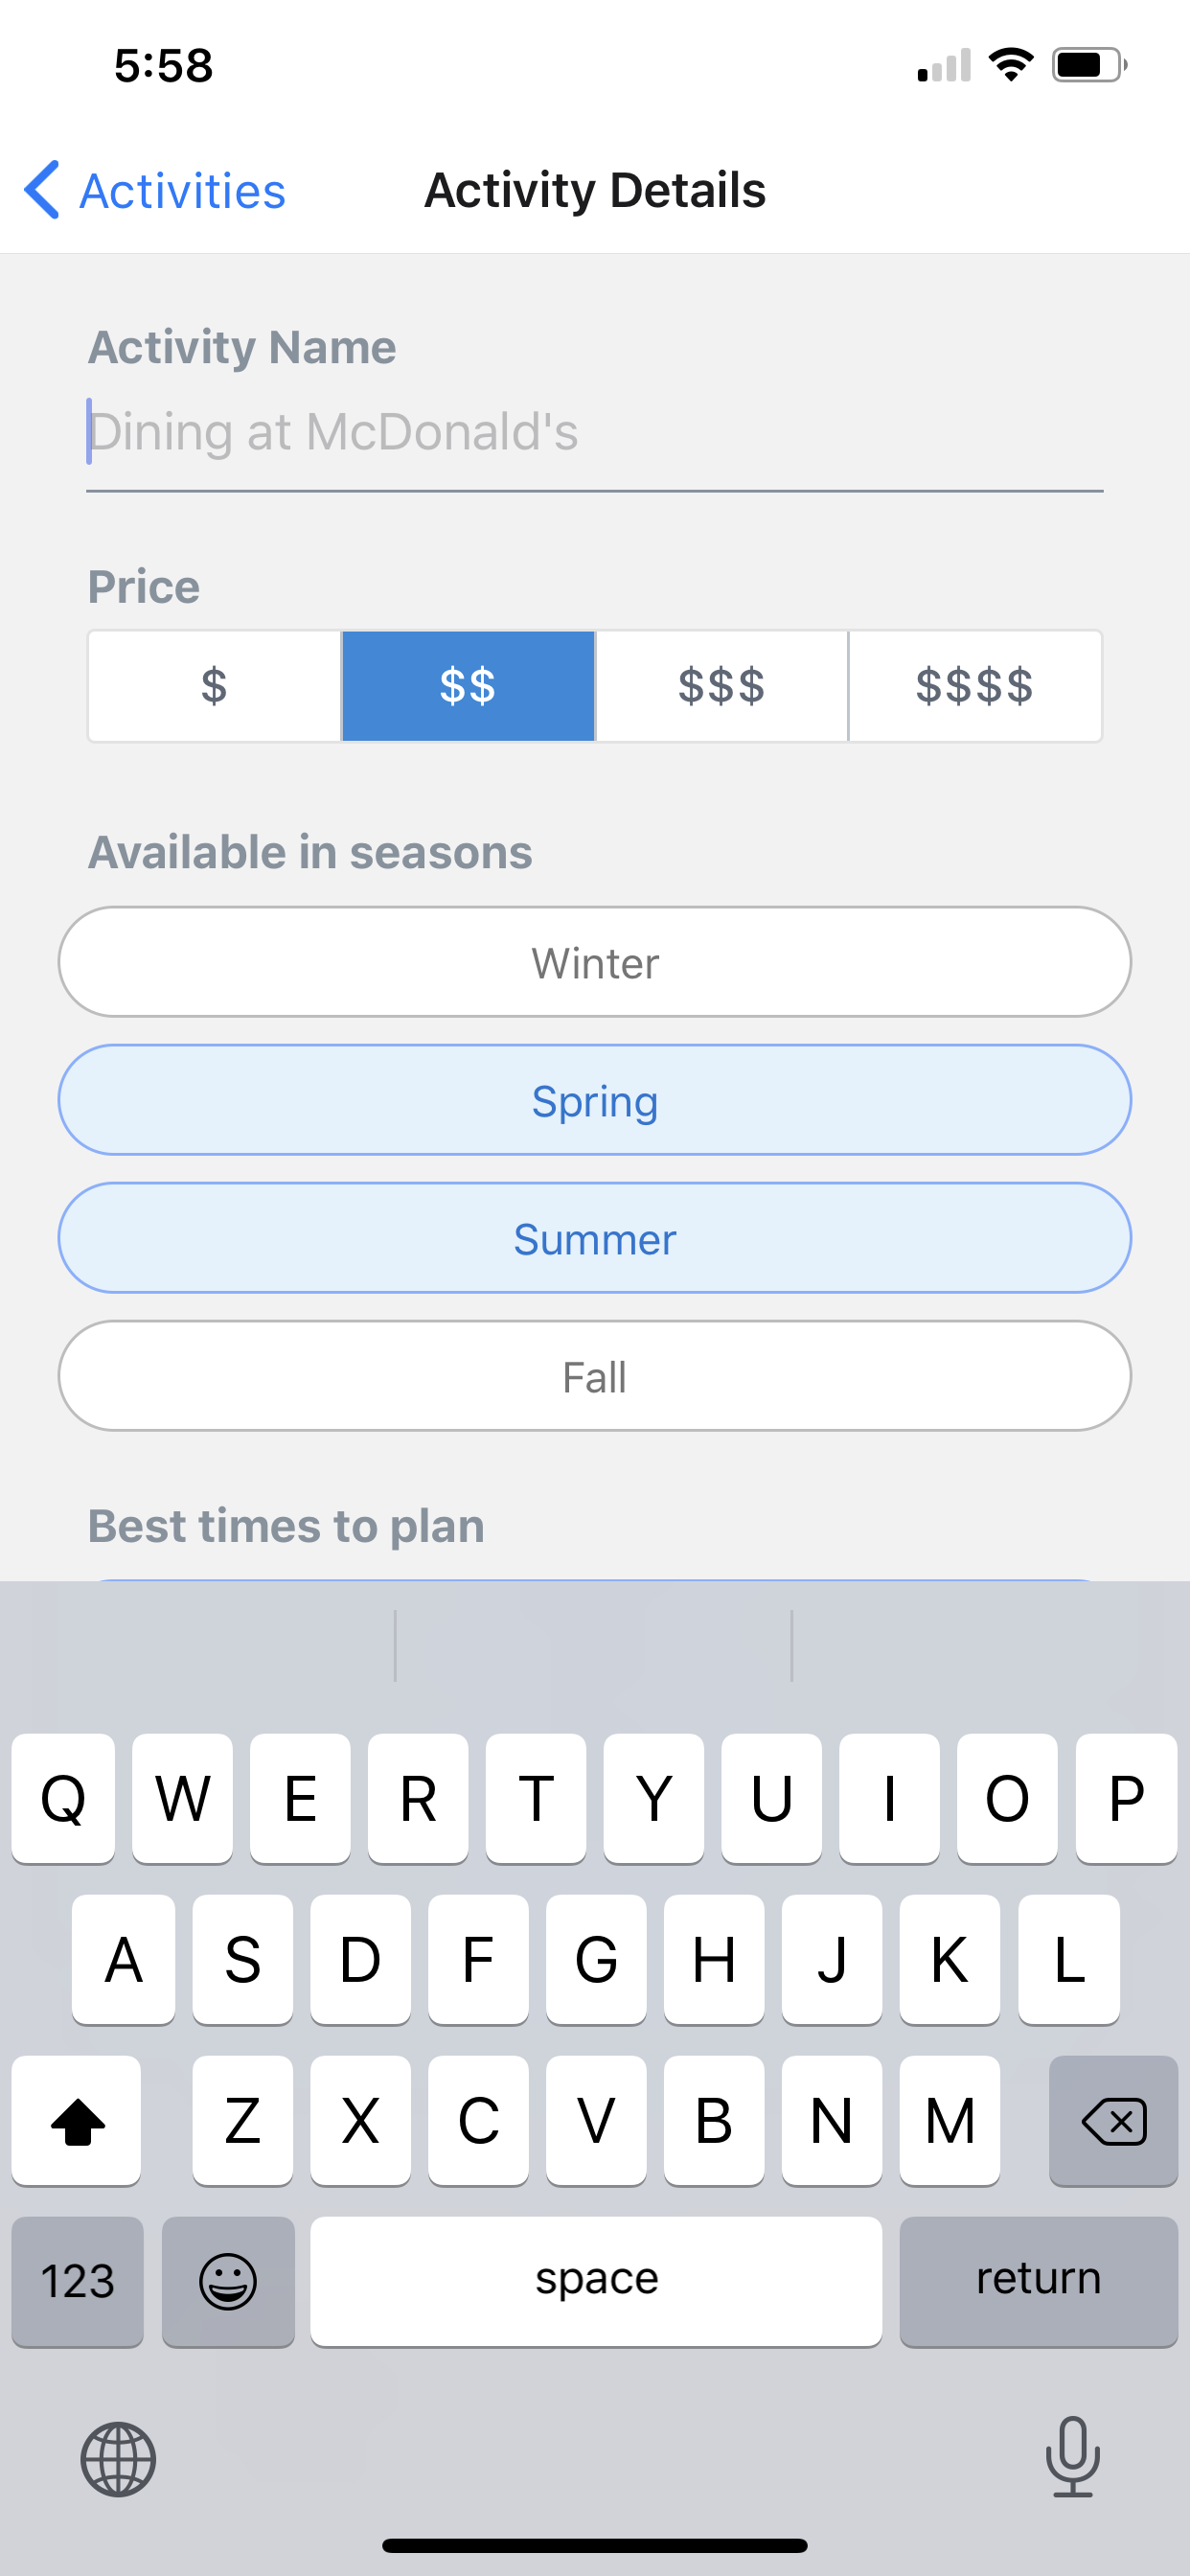 5:58
Activities Activity Details
Activity Name
Dining at McDonald's
Price
$ $$ $$$ $$$$
Available in seasons
Winter
Spring
Summer
Fall
Best times to plan
Q W E R T Y U I O P
A S D F G H J K L
Z X C V B N M
123 space return